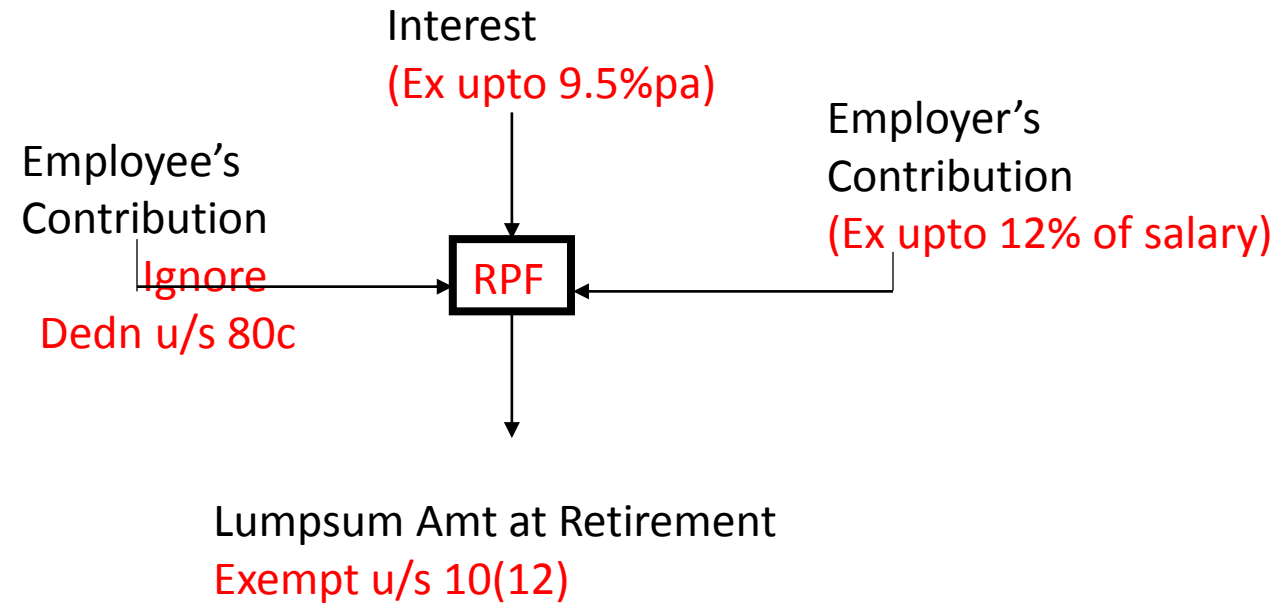 Interest
(Ex upto 9.5%pa)
Employer’s
Contribution
(Ex upto 12% of salary)
Employee’s
Contribution
Ignore
Dedn u/s 80c
RPF
Lumpsum Amt at Retirement
Exempt u/s 10(12)